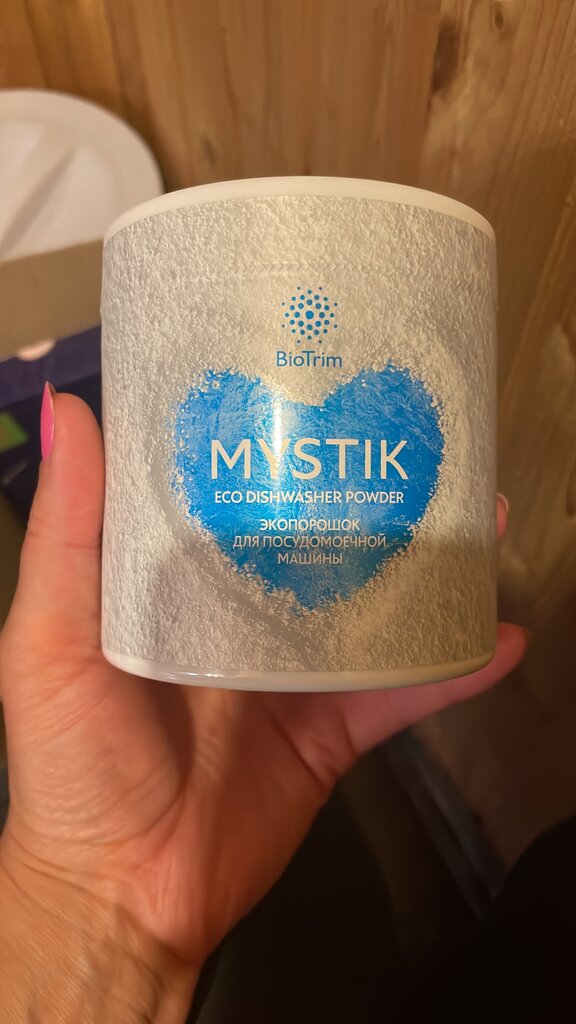 BioTrim
MYSTIK
ECO DISHWASHER POWDER
ЭКОПОРОШОК
ДЛЯ ПОСУДОМОЕЧНОЙ
МАШИНЫ